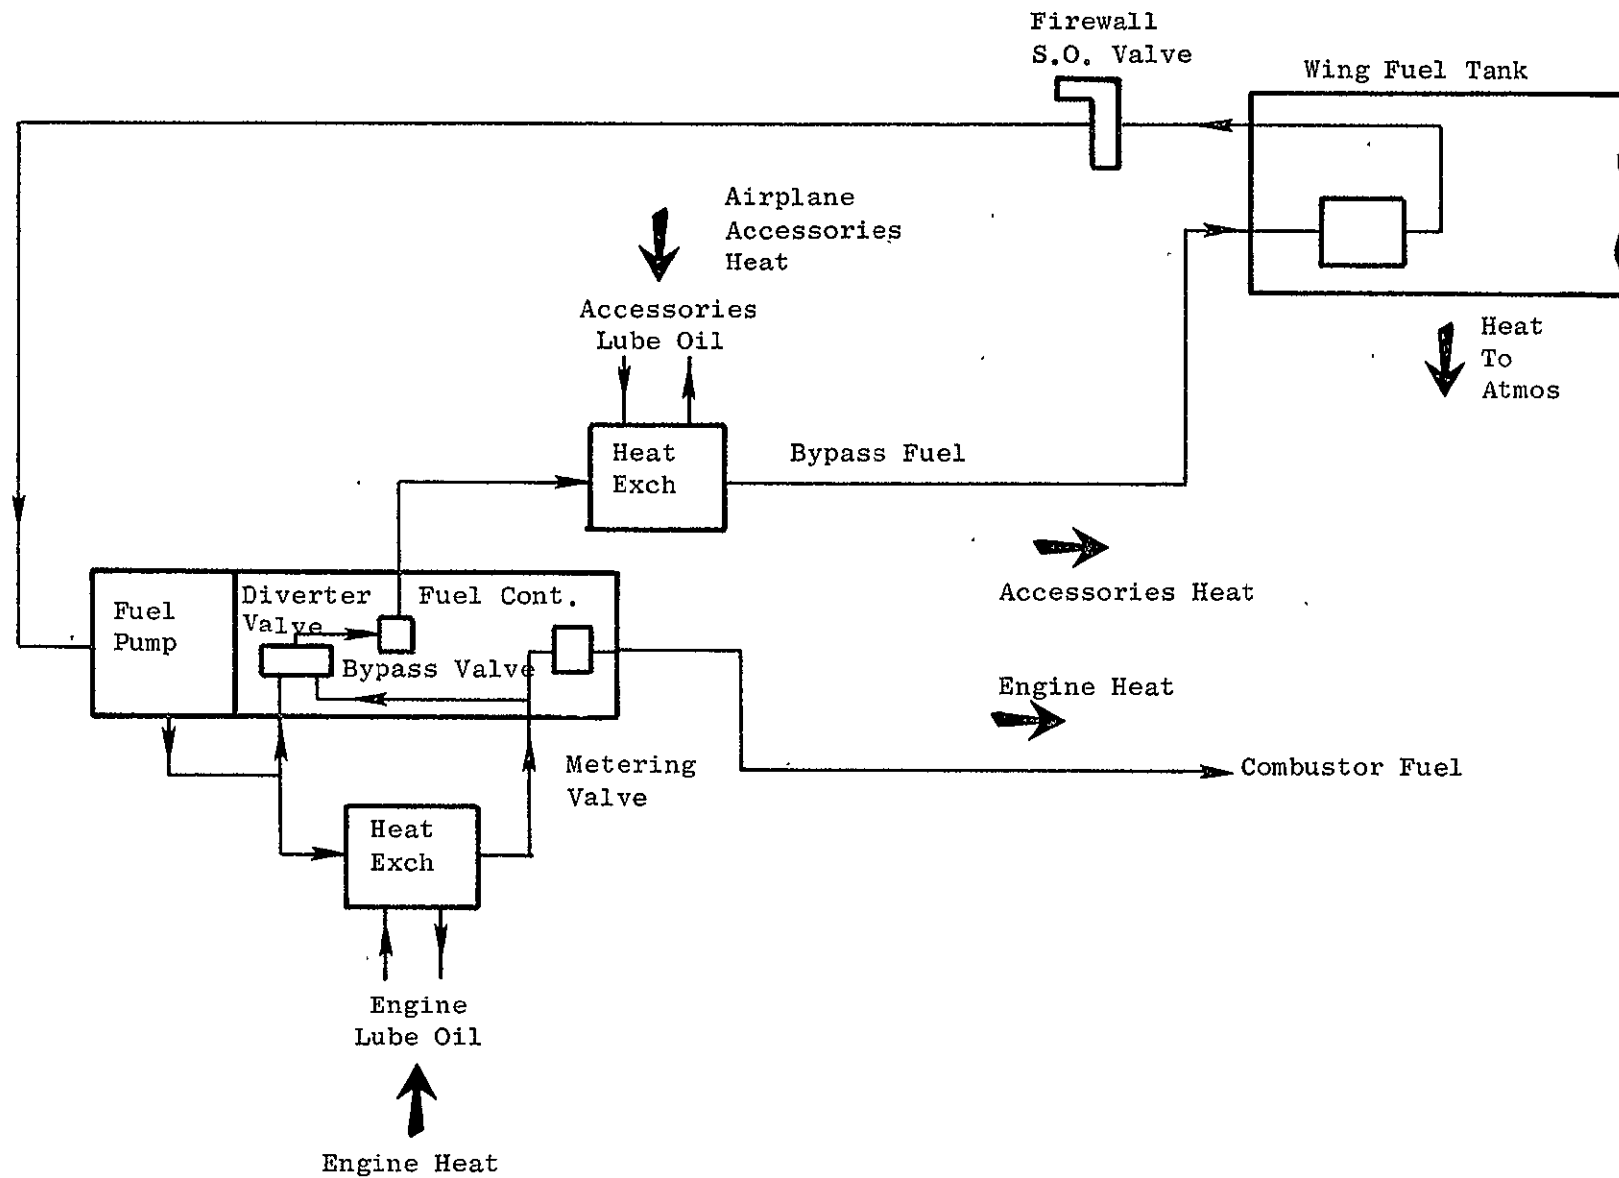 Firewall
S.O. Valve
Wing Fuel Tank
Airplane
Accessories
Heat
Accessories
Lube Oil
Heat
To
Atmos
Heat
Exch
Bypass Fuel
Accessories Heat
Fuel
Pump
Diverter
Valve
Fuel Cont.
Bypass Valve
Engine Heat
Metering
Valve
Combustor Fuel
Heat
Exch
Engine
Lube Oil
Engine Heat